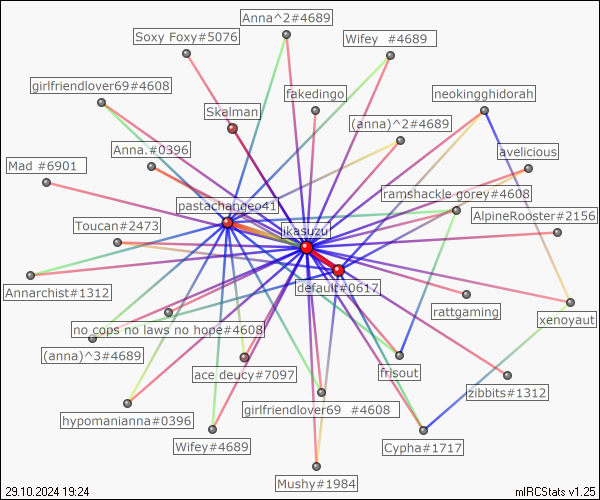 Anna^2#4689
Soxy Foxy#5076
Wifey #4689
girlfriendlover69#4608
fakedingo
neokingghidorah
Skalman
(anna)^2#4689
Anna.#0396
avelicious
Mad #6901
ramshackle gorey#4608
pastachangeo41
AlpineRooster#2156
Toucan#2473
ikasuzu
default#0617
Annarchist#1312
rattgaming
xenoyaut
no cops no laws no hope#4608
(anna)^3#4689
frisout
ace deucy#7097
zibbits#1312
girlfriendlover69 #4608
hypomanianna#0396
Wifey#4689
Cypha#1717
Mushy#1984
29.10.2024 19:24
mIRCStats v1.25